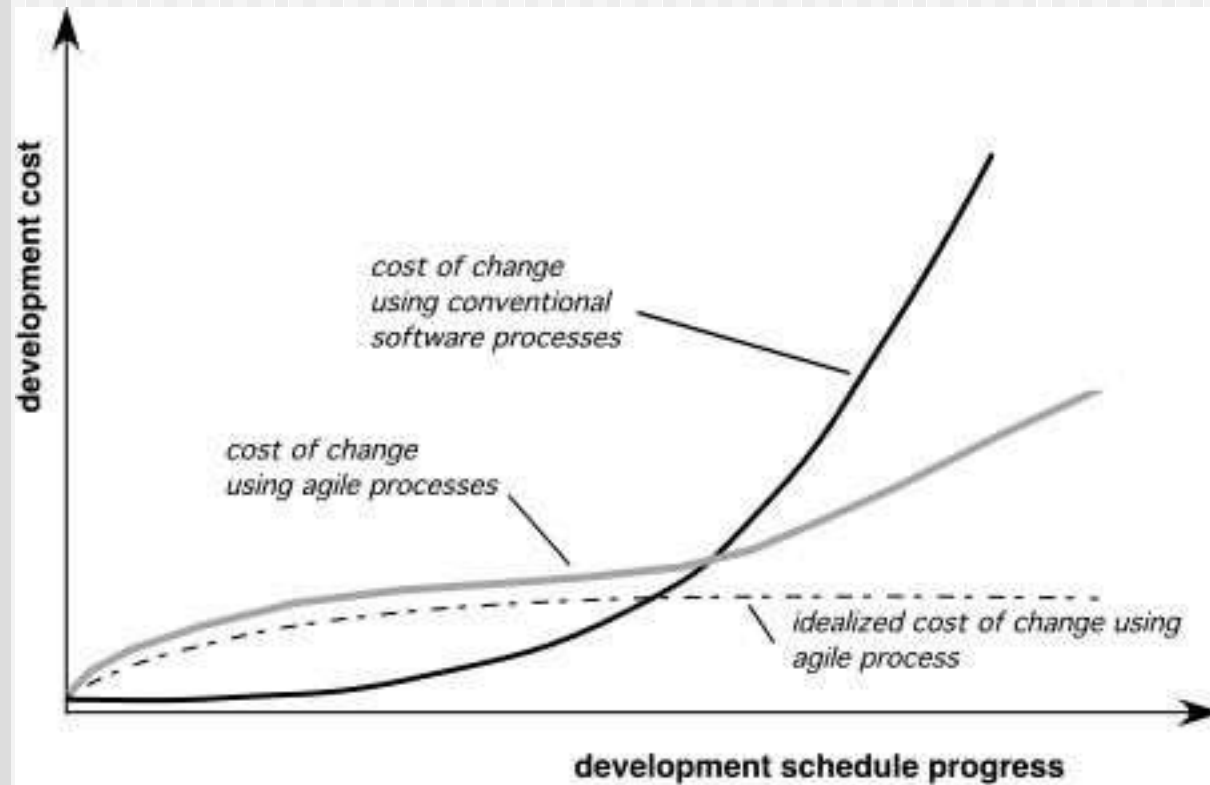 development cost
cost of change
using conventional
software processes
cost of change
using agile processes
idealized cost of change using
agile process
development schedule progress